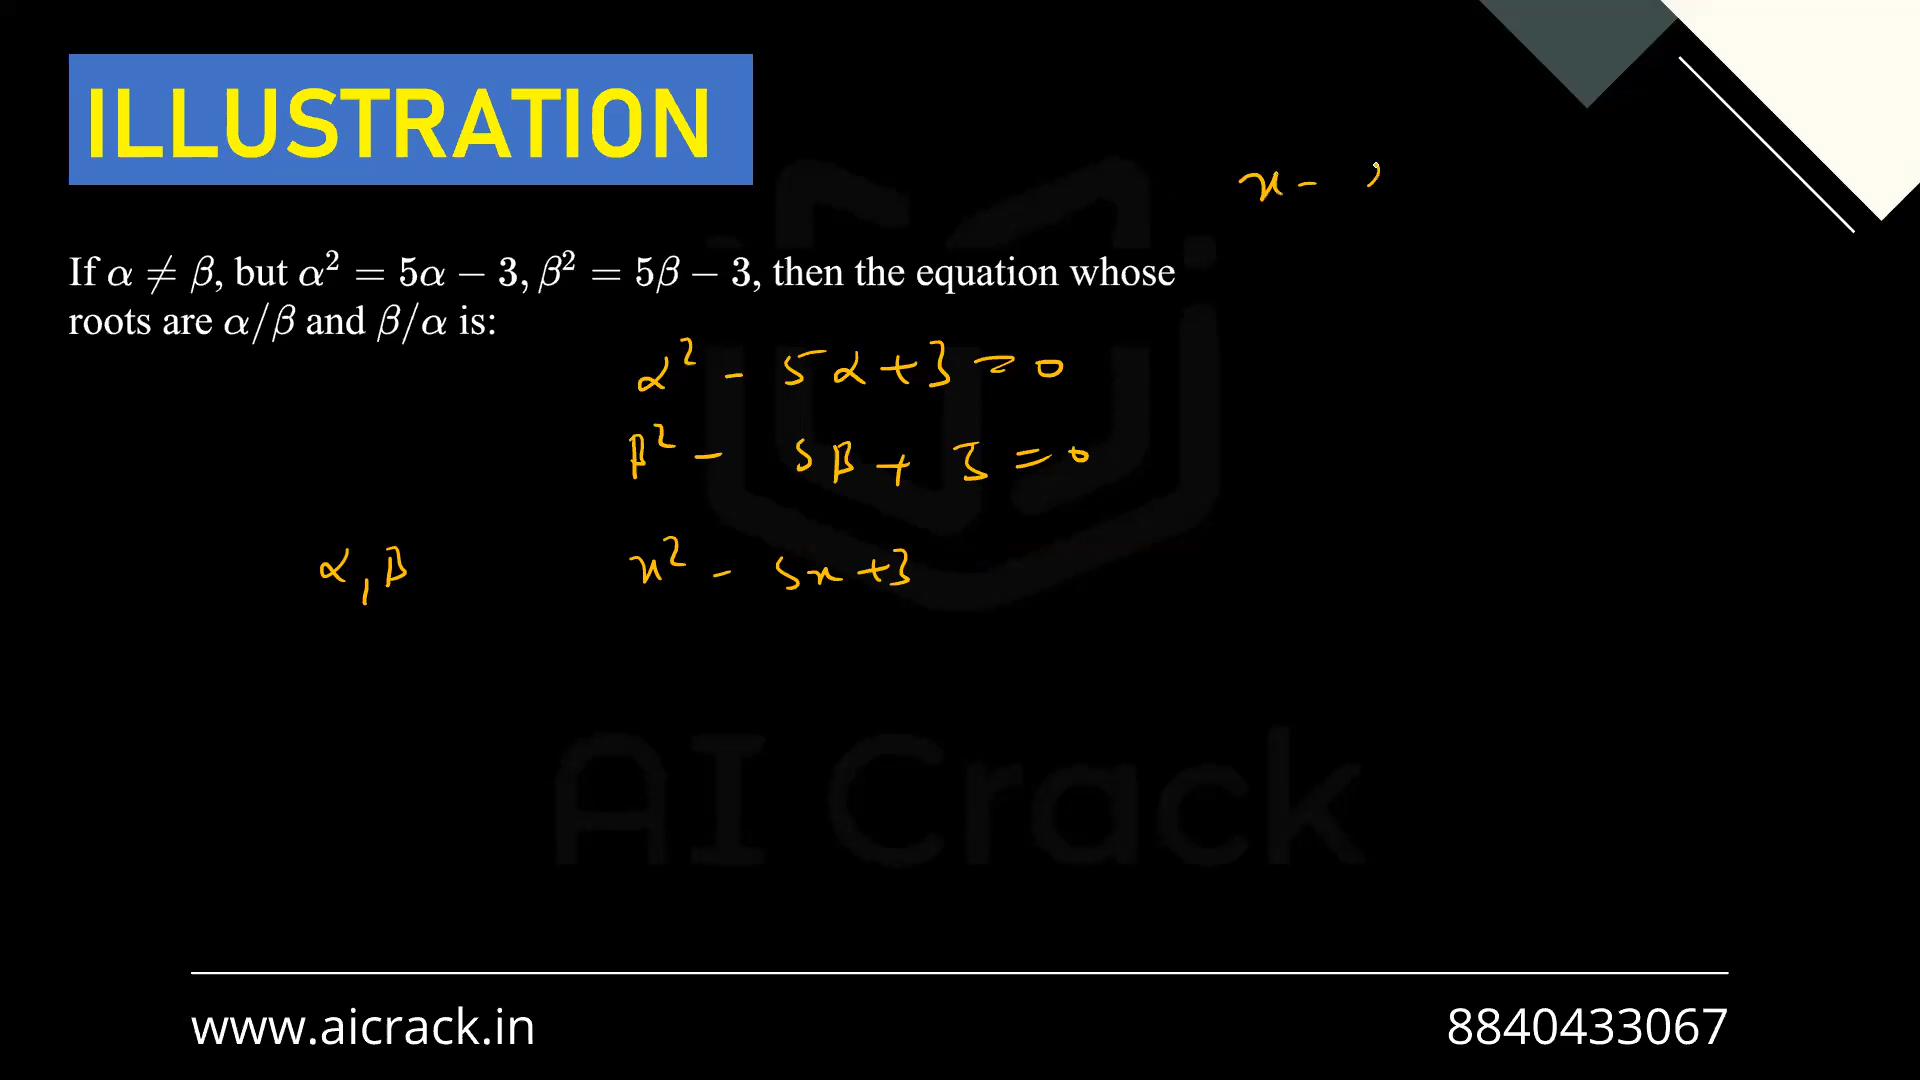 ILLUSTRATION
x - ,
If α ≠ β, but α² = 5α − 3, β² = 5β − 3, then the equation whose
roots are α/β and β/α is:
α² - 5α + 3 = 0
β² - 5β + 3 = 0
α, β x² - 5x + 3
AI Crack
www.aicrack.in 8840433067